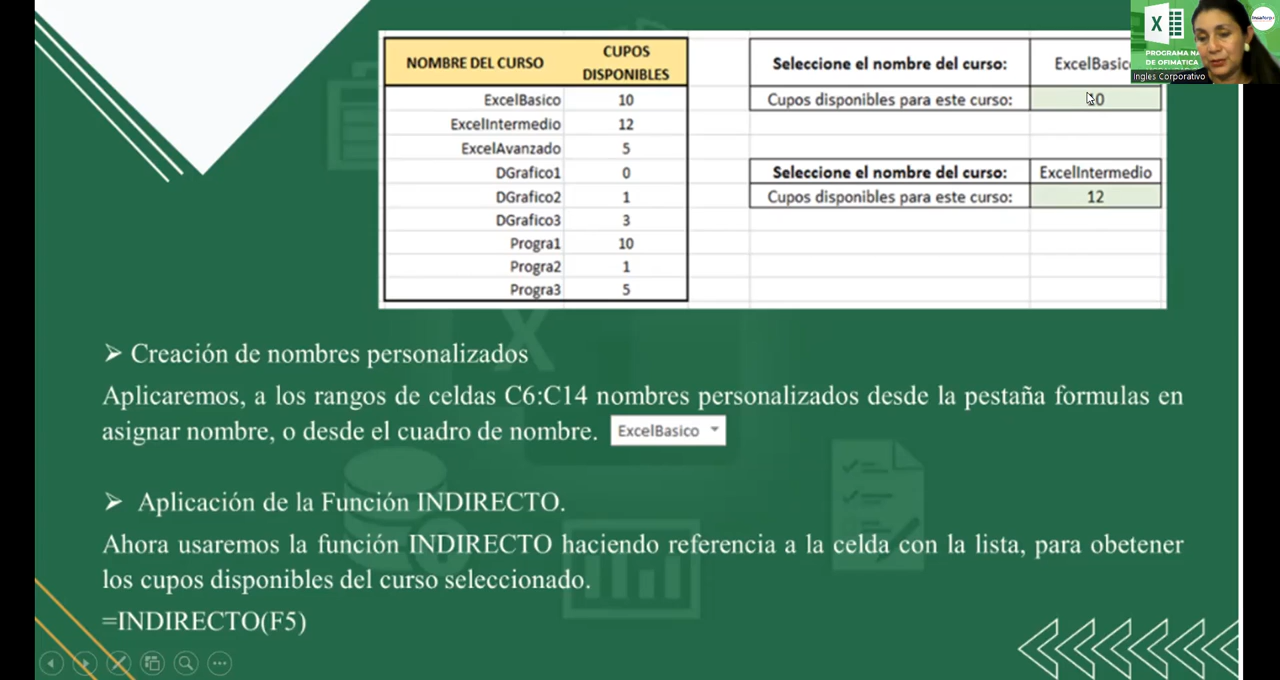 NOMBRE DEL CURSO CUPOS DISPONIBLES
ExcelBasico 10
ExcelIntermedio 12
ExcelAvanzado 5
DGrafico1 0
DGrafico2 1
DGrafico3 3
Progra1 10
Progra2 1
Progra3 5
Seleccione el nombre del curso: ExcelBasic
Cupos disponibles para este curso: 10
Seleccione el nombre del curso: ExcelIntermedio
Cupos disponibles para este curso: 12
PROGRAMA NA
DE OFIMATICA
Ingles Corporativo
➢ Creación de nombres personalizados
Aplicaremos, a los rangos de celdas C6:C14 nombres personalizados desde la pestaña formulas en
asignar nombre, o desde el cuadro de nombre. ExcelBasico
➢ Aplicación de la Función INDIRECTO.
Ahora usaremos la función INDIRECTO haciendo referencia a la celda con la lista, para obetener
los cupos disponibles del curso seleccionado.
=INDIRECTO(F5)